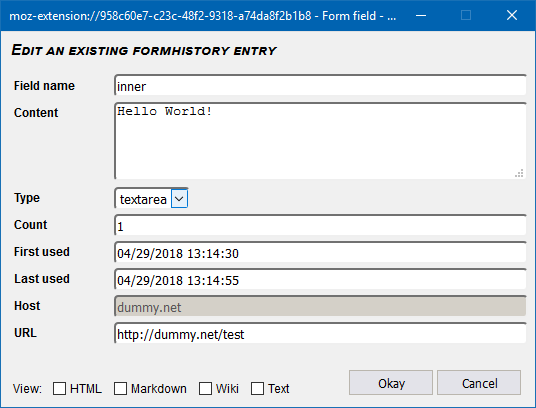 moz-extension://958c60e7-c23c-48f2-9318-a74da8f2b1b8 - Form field - ...
Edit an existing formhistory entry
Field name inner
Content Hello World!
Type textarea
Count 1
First used 04/29/2018 13:14:30
Last used 04/29/2018 13:14:55
Host dummy.net
URL http://dummy.net/test
View: HTML Markdown Wiki Text Okay Cancel